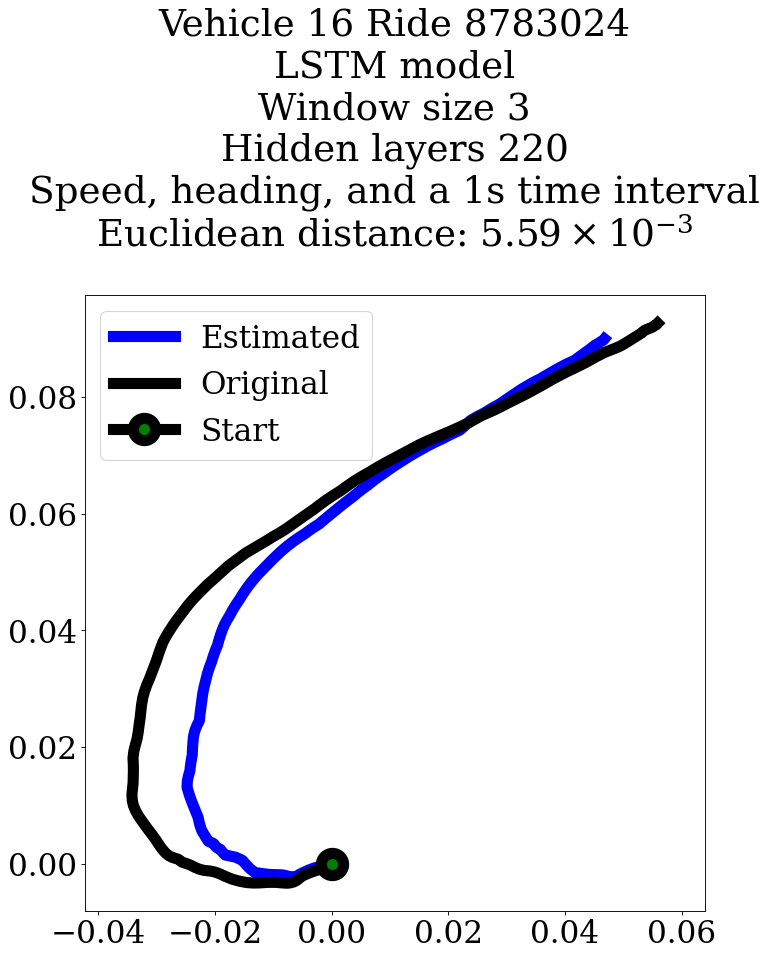 Vehicle 16 Ride 8783024
LSTM model
Window size 3
Hidden layers 220
Speed, heading, and a 1s time interval
Euclidean distance: 5.59 × 10⁻³
Estimated
Original
Start
0.08
0.06
0.04
0.02
0.00
−0.04 −0.02 0.00 0.02 0.04 0.06